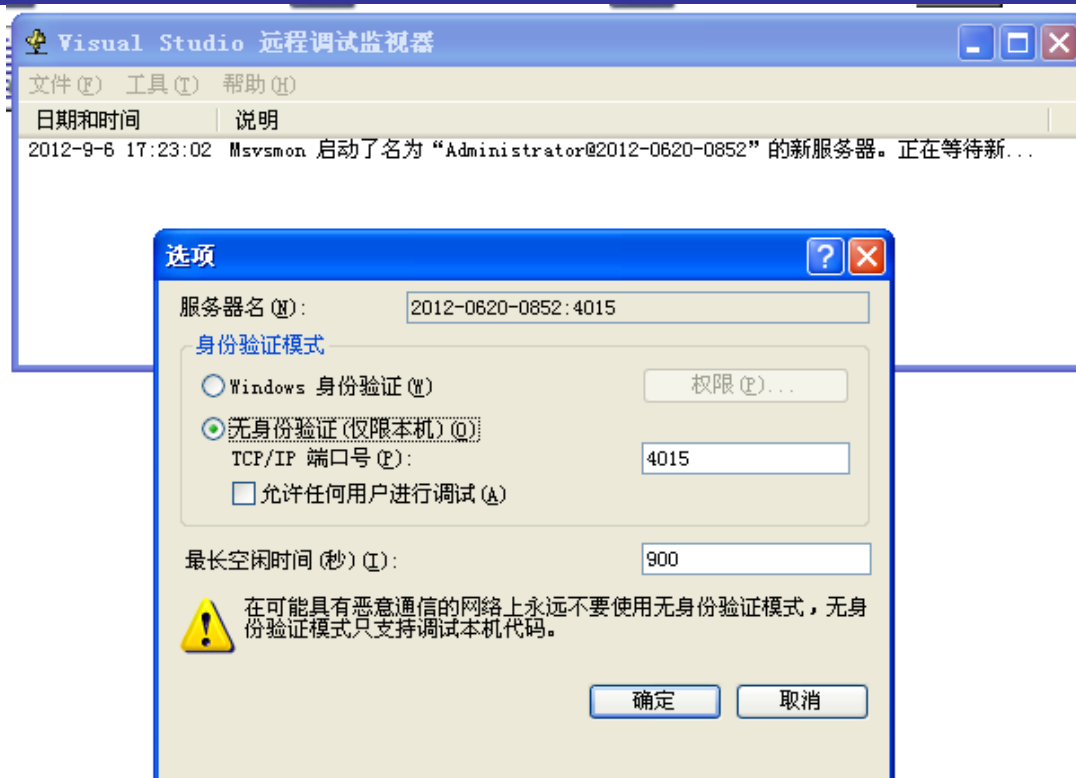 Visual Studio 远程调试监视器
文件(F) 工具(T) 帮助(H)
日期和时间 说明
2012-9-6 17:23:02 Msvsmon 启动了名为“Administrator@2012-0620-0852”的新服务器。正在等待新...
选项
服务器名(N): 2012-0620-0852:4015
身份验证模式
Windows 身份验证(W) 权限(P)...
无身份验证(仅限本机)(O)
TCP/IP 端口号(P): 4015
允许任何用户进行调试(A)
最长空闲时间(秒)(I): 900
在可能具有恶意通信的网络上永远不要使用无身份验证模式，无身
份验证模式只支持调试本机代码。
确定 取消